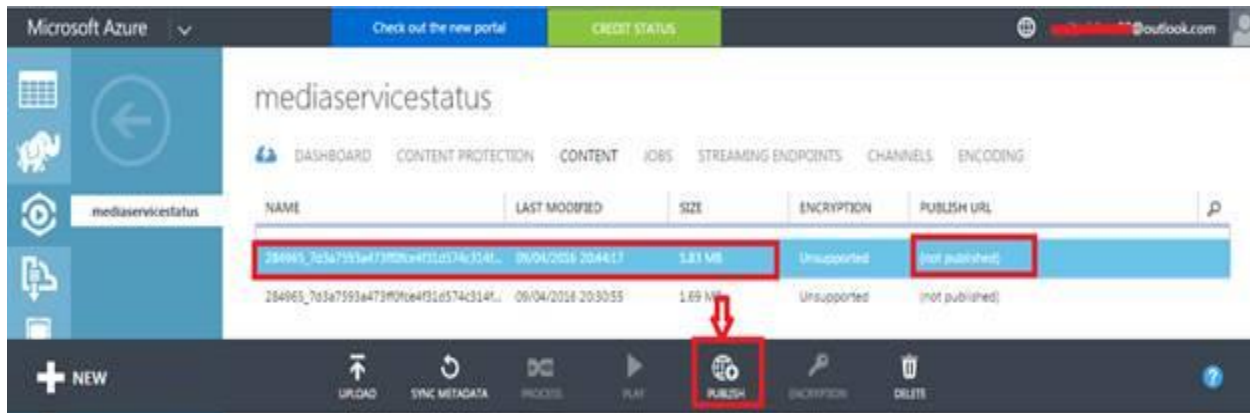 Microsoft Azure
Check out the new portal
CREDIT STATUS
@outlook.com
mediaservicestatus
DASHBOARD CONTENT PROTECTION CONTENT JOBS STREAMING ENDPOINTS CHANNELS ENCODING
mediaservicestatus
NAME LAST MODIFIED SIZE ENCRYPTION PUBLISH URL
09/04/2016 20:44:17 5.83 MB Unsupported (not published)
09/04/2016 20:30:55 1.69 MB Unsupported (not published)
NEW
UPLOAD SYNC METADATA PROCESS PLAY PUBLISH ENCRYPTION DELETE
?